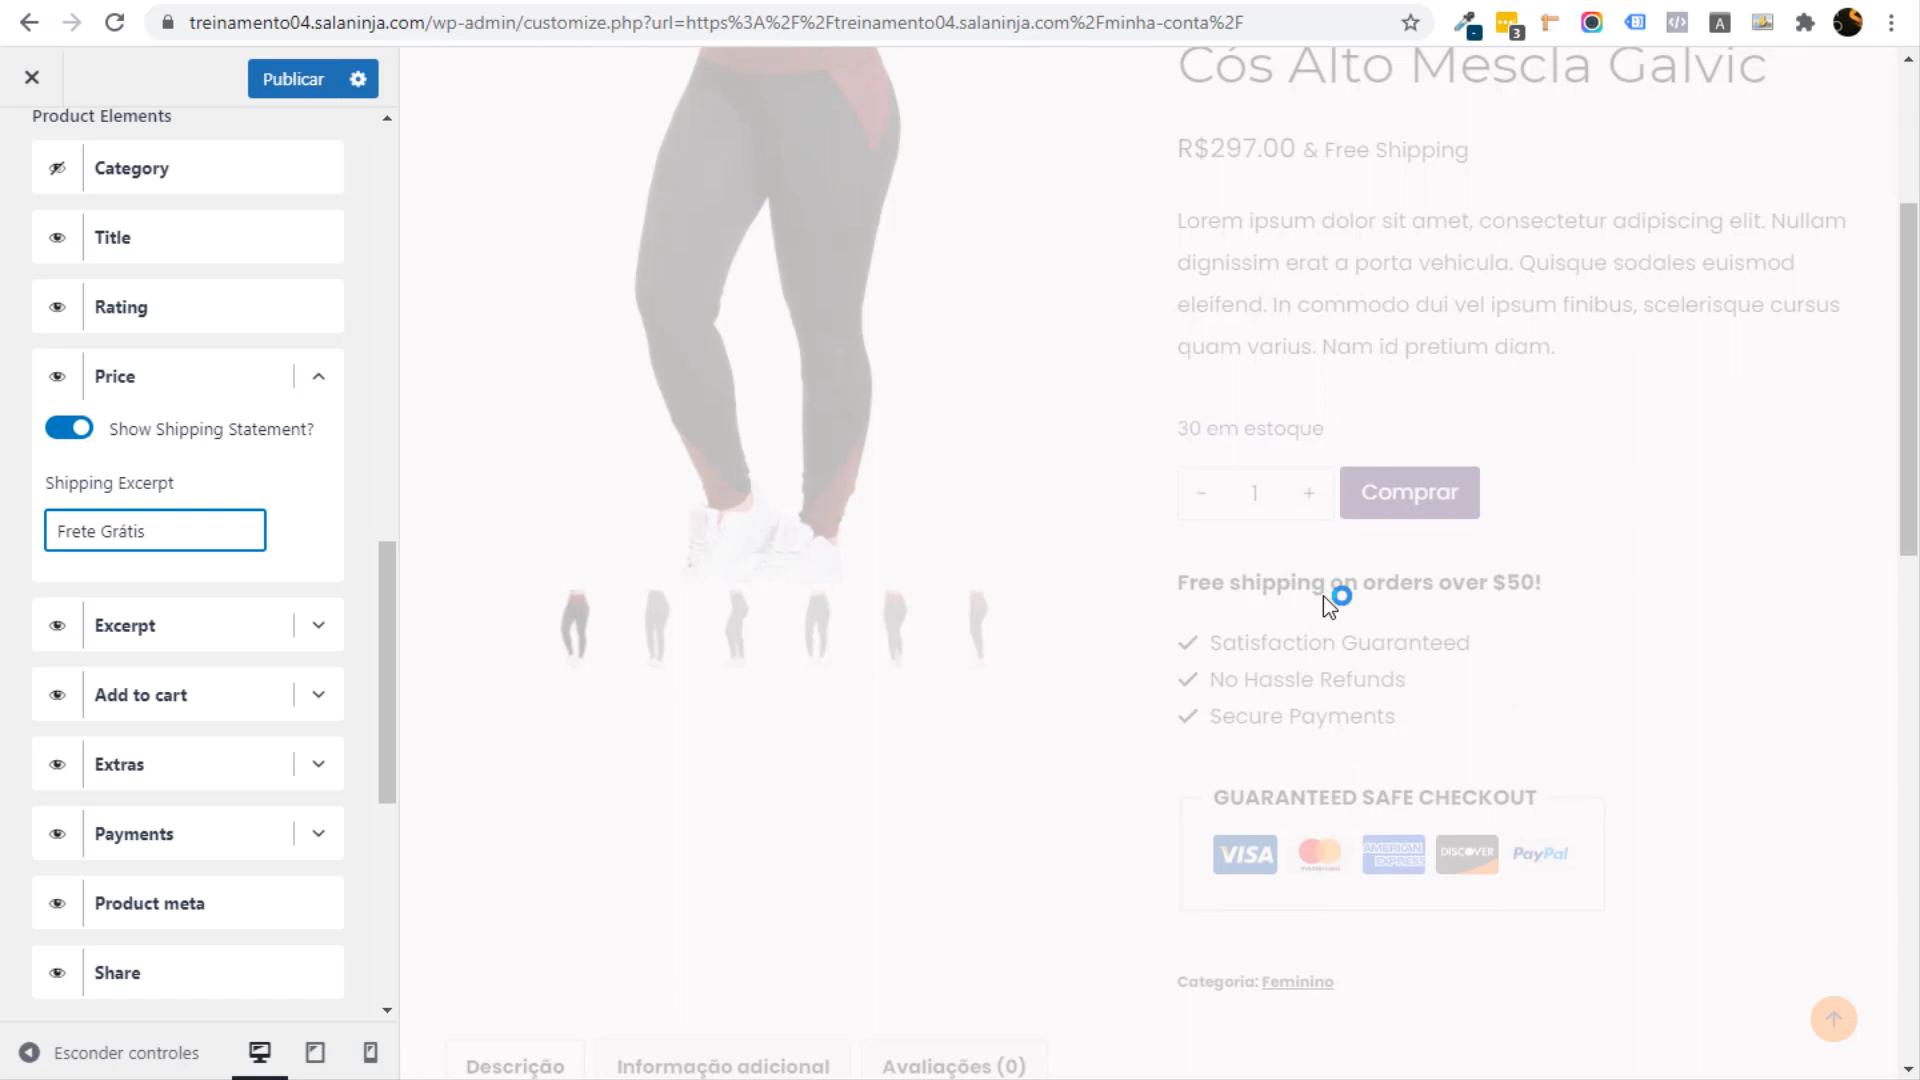 treinamento04.salaninja.com/wp-admin/customize.php?url=https%3A%2F%2Ftreinamento04.salaninja.com%2Fminha-conta%2F
3
A
Publicar
Product Elements
Category
Title
Rating
Price
Show Shipping Statement?
Shipping Excerpt
Frete Grátis
Excerpt
Add to cart
Extras
Payments
Product meta
Share
Esconder controles
Cós Alto Mescla Galvic
R$297.00 & Free Shipping
Lorem ipsum dolor sit amet, consectetur adipiscing elit. Nullam
dignissim erat a porta vehicula. Quisque sodales euismod
eleifend. In commodo dui vel ipsum finibus, scelerisque cursus
quam varius. Nam id pretium diam.
30 em estoque
- 1 + Comprar
Free shipping on orders over $50!
Satisfaction Guaranteed
No Hassle Refunds
Secure Payments
GUARANTEED SAFE CHECKOUT
VISA mastercard AMERICAN EXPRESS DISCOVER PayPal
Categoria: Feminino
Descrição Informação adicional Avaliações (0)